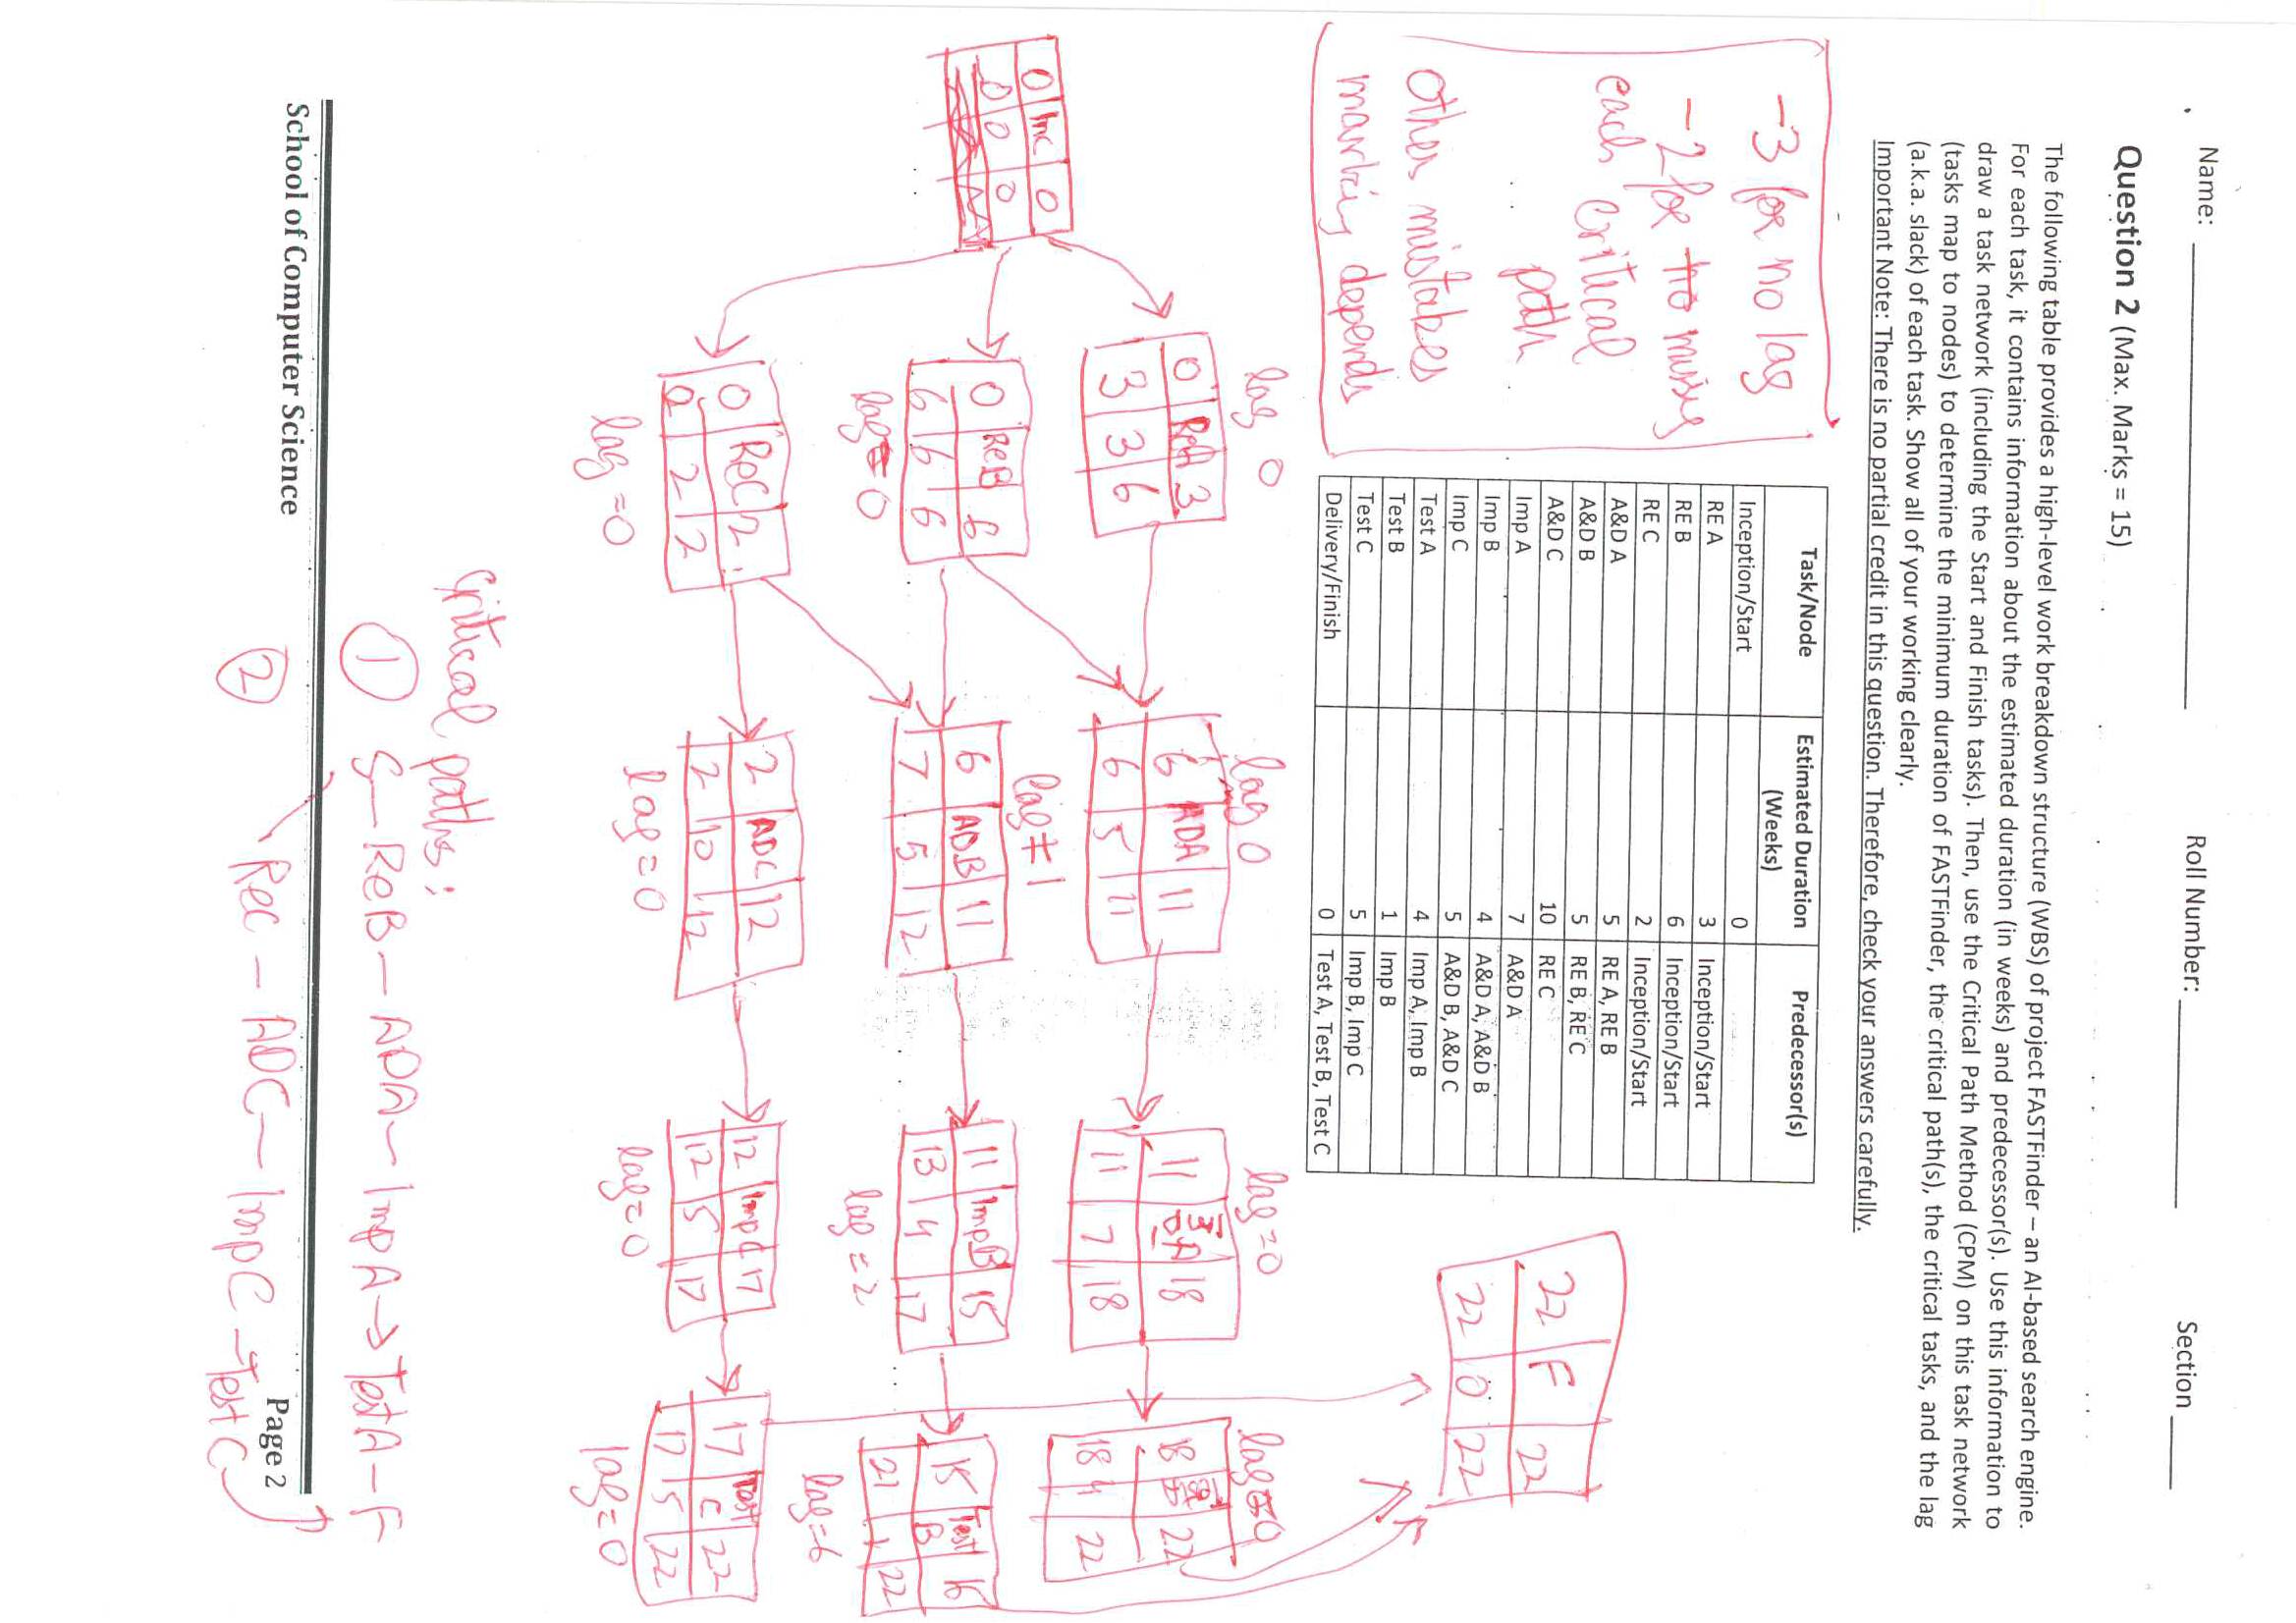 Name: ____________ Roll Number: ____________ Section ____
Question 2 (Max. Marks = 15)
The following table provides a high-level work breakdown structure (WBS) of project FASTFinder – an AI-based search engine.
For each task, it contains information about the estimated duration (in weeks) and predecessor(s). Use this information to
draw a task network (including the Start and Finish tasks). Then, use the Critical Path Method (CPM) on this task network
(tasks map to nodes) to determine the minimum duration of FASTFinder, the critical path(s), the critical tasks, and the lag
(a.k.a. slack) of each task. Show all of your working clearly.
Important Note: There is no partial credit in this question. Therefore, check your answers carefully.
-3 for no lag
-2 for missing
each critical
path
Other mistakes
marking depends
Task/Node Estimated Duration (Weeks) Predecessor(s)
Inception/Start 0
RE A 3 Inception/Start
RE B 6 Inception/Start
RE C 2 Inception/Start
A&D A 5 RE A, RE B
A&D B 5 RE B, RE C
A&D C 10 RE C
Imp A 7 A&D A
Imp B 4 A&D A, A&D B
Imp C 5 A&D B, A&D C
Test A 4 Imp A, Imp B
Test B 1 Imp B
Test C 5 Imp B, Imp C
Delivery/Finish 0 Test A, Test B, Test C
22 F 22
22 0 22
0 Inc 0
0 0 0
lag 0
0 ReA 3
3 3 6
lag 0
6 ADA 11
6 5 11
lag=0
11 A 18
11 7 18
lag=0
18 22
18 4 22
0 ReB 6
6 6 6
lag=0
lag 1
6 ADB 11
7 5 12
11 ImpB 15
13 4 17
lag=2
15 Test B 16
21 1 22
lag=6
0 ReC 2
0 2 2
lag=0
2 ADC 12
2 10 12
lag=0
12 ImpC 17
12 5 17
lag=0
17 Test C 22
17 5 22
lag=0
Critical paths:
1 S-ReB-ADA-ImpA→TestA-F
2 Rec-ADC-ImpC-TestC
School of Computer Science Page 2